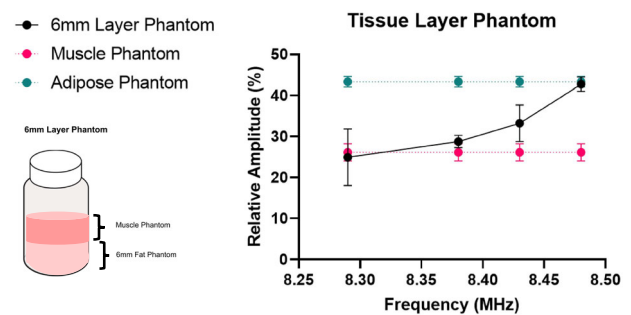 6mm Layer Phantom
Muscle Phantom
Adipose Phantom
6mm Layer Phantom
Muscle Phantom
6mm Fat Phantom
Tissue Layer Phantom
Relative Amplitude (%)
50
40
30
20
10
0
8.25
8.30
8.35
8.40
8.45
8.50
Frequency (MHz)